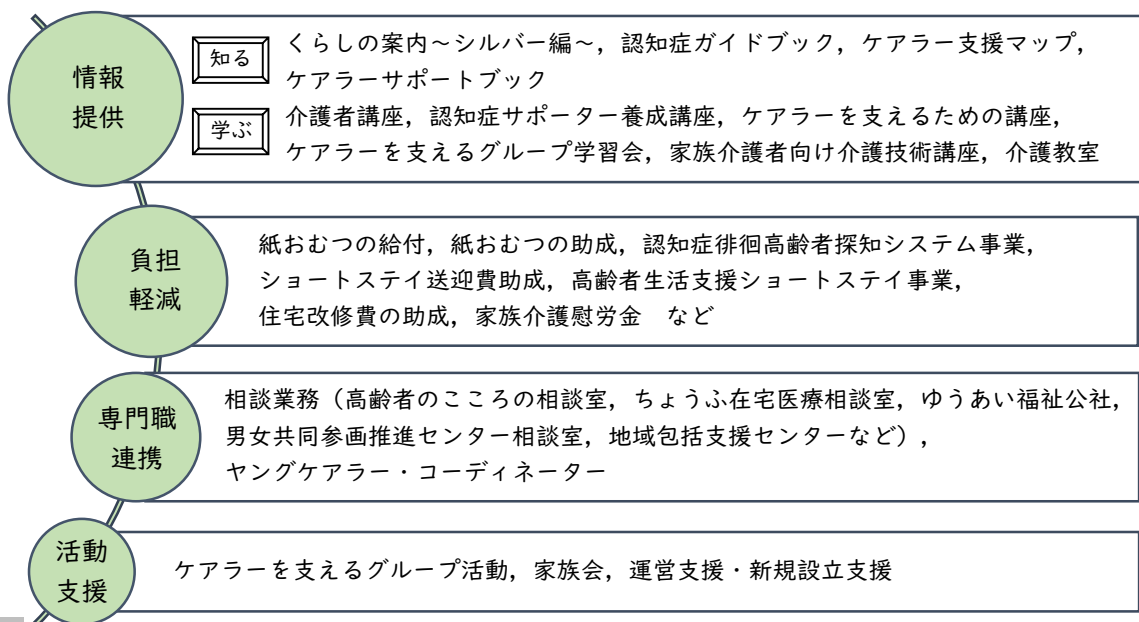 情報
提供
知る
くらしの案内～シルバー編～，認知症ガイドブック，ケアラー支援マップ，
ケアラーサポートブック
学ぶ
介護者講座，認知症サポーター養成講座，ケアラーを支えるための講座，
ケアラーを支えるグループ学習会，家族介護者向け介護技術講座，介護教室
負担
軽減
紙おむつの給付，紙おむつの助成，認知症徘徊高齢者探知システム事業，
ショートステイ送迎費助成，高齢者生活支援ショートステイ事業，
住宅改修費の助成，家族介護慰労金　など
専門職
連携
相談業務（高齢者のこころの相談室，ちょうふ在宅医療相談室，ゆうあい福祉公社，
男女共同参画推進センター相談室，地域包括支援センターなど），
ヤングケアラー・コーディネーター
活動
支援
ケアラーを支えるグループ活動，家族会，運営支援・新規設立支援